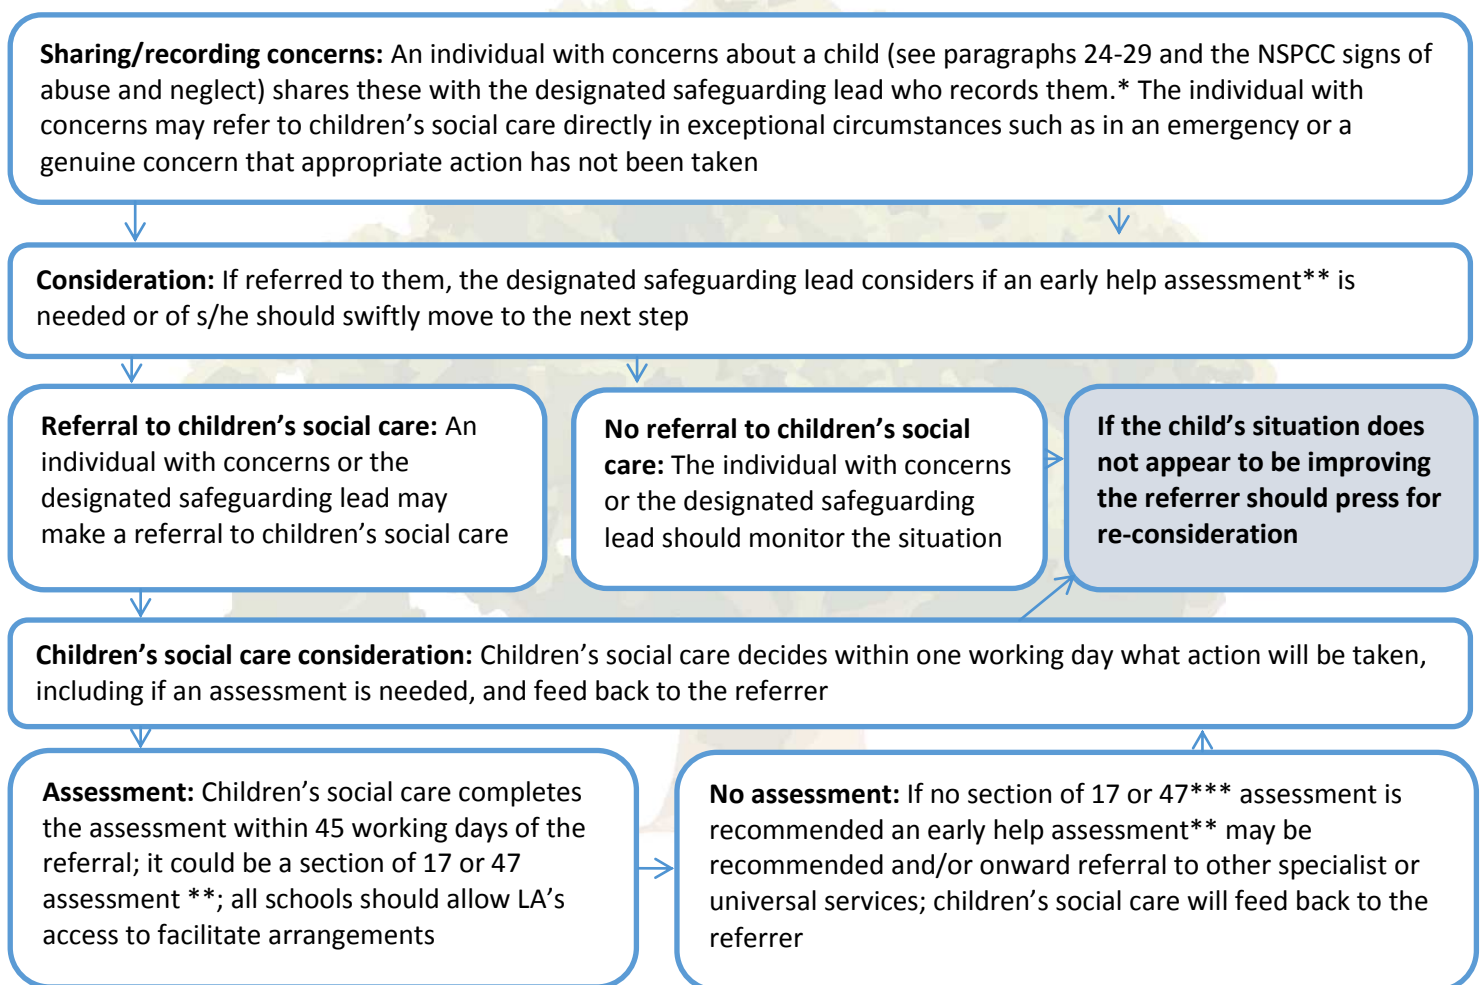 Sharing/recording concerns: An individual with concerns about a child (see paragraphs 24-29 and the NSPCC signs of
abuse and neglect) shares these with the designated safeguarding lead who records them.* The individual with
concerns may refer to children’s social care directly in exceptional circumstances such as in an emergency or a
genuine concern that appropriate action has not been taken
Consideration: If referred to them, the designated safeguarding lead considers if an early help assessment** is
needed or of s/he should swiftly move to the next step
Referral to children’s social care: An
individual with concerns or the
designated safeguarding lead may
make a referral to children’s social care
No referral to children’s social
care: The individual with concerns
or the designated safeguarding
lead should monitor the situation
If the child’s situation does
not appear to be improving
the referrer should press for
re-consideration
Children’s social care consideration: Children’s social care decides within one working day what action will be taken,
including if an assessment is needed, and feed back to the referrer
Assessment: Children’s social care completes
the assessment within 45 working days of the
referral; it could be a section of 17 or 47
assessment **; all schools should allow LA’s
access to facilitate arrangements
No assessment: If no section of 17 or 47*** assessment is
recommended an early help assessment** may be
recommended and/or onward referral to other specialist or
universal services; children’s social care will feed back to the
referrer